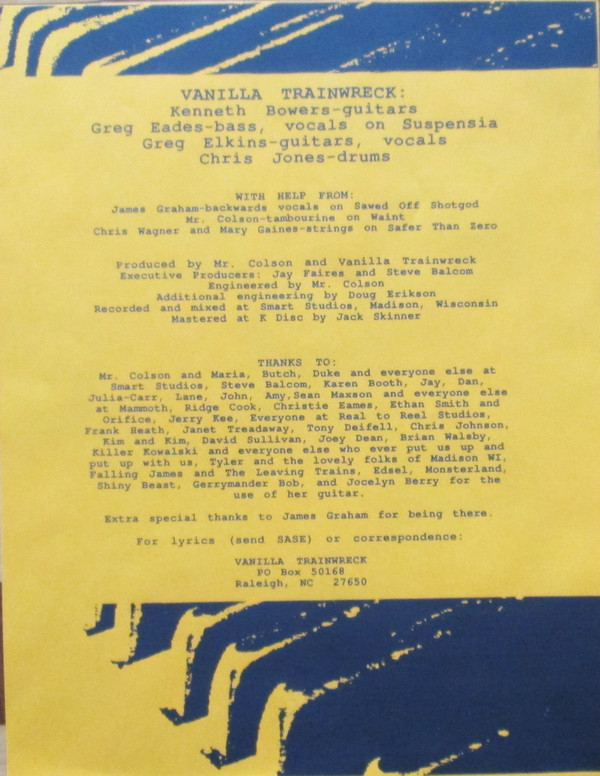 VANILLA TRAINWRECK:
Kenneth Bowers-guitars
Greg Eades-bass, vocals on Suspensia
Greg Elkins-guitars, vocals
Chris Jones-drums
WITH HELP FROM:
James Graham-backwards vocals on Sawed Off Shotgod
Mr. Colson-tambourine on Waint
Chris Wagner and Mary Gaines-strings on Safer Than Zero
Produced by Mr. Colson and Vanilla Trainwreck
Executive Producers: Jay Faires and Steve Balcom
Engineered by Mr. Colson
Additional engineering by Doug Erikson
Recorded and mixed at Smart Studios, Madison, Wisconsin
Mastered at K Disc by Jack Skinner
THANKS TO:
Mr. Colson and Maria, Butch, Duke and everyone else at
Smart Studios, Steve Balcom, Karen Booth, Jay, Dan,
Julia-Carr, Lane, John, Amy,Sean Maxson and everyone else
at Mammoth, Ridge Cook, Christie Eames, Ethan Smith and
Orifice, Jerry Kee, Everyone at Real to Reel Studios,
Frank Heath, Janet Treadaway, Tony Deifell, Chris Johnson,
Kim and Kim, David Sullivan, Joey Dean, Brian Walsby,
Killer Kowalski and everyone else who ever put us up and
put up with us, Tyler and the lovely folks of Madison WI,
Falling James and The Leaving Trains, Edsel, Monsterland,
Shiny Beast, Gerrymander Bob, and Jocelyn Berry for the
use of her guitar.
Extra special thanks to James Graham for being there.
For lyrics (send SASE) or correspondence:
VANILLA TRAINWRECK
PO Box 50168
Raleigh, NC 27650